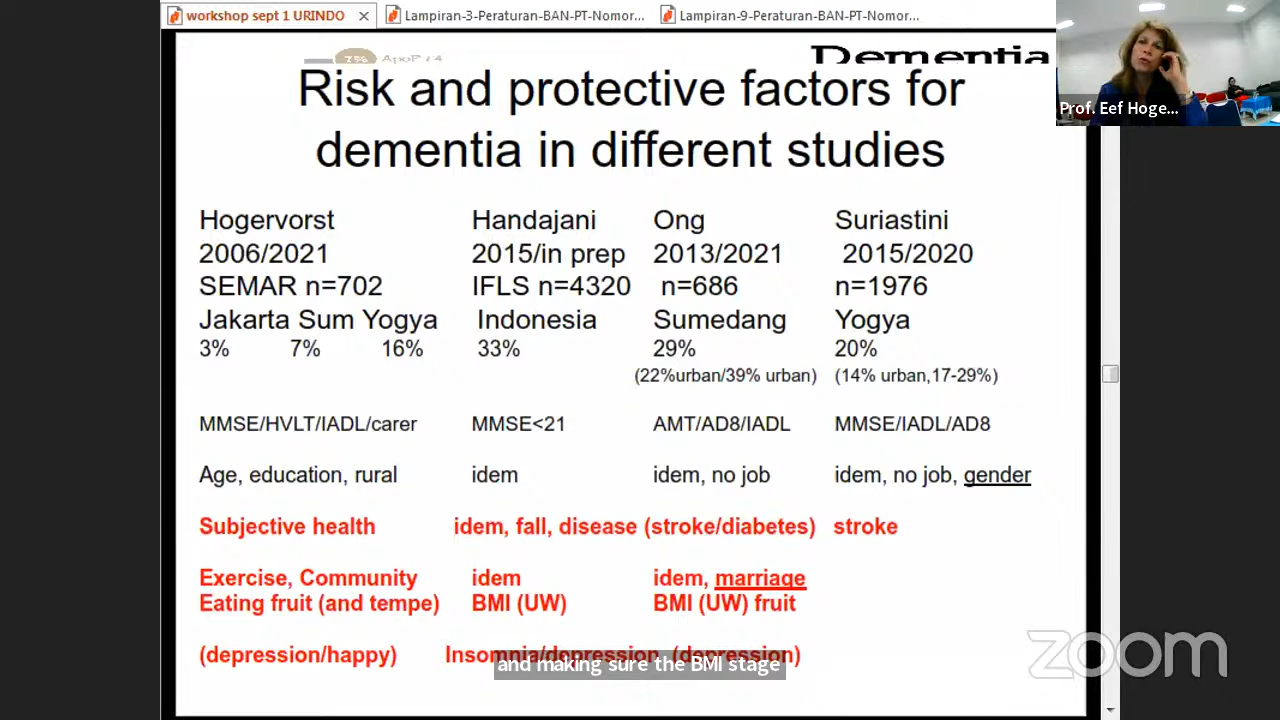 workshop sept 1 URINDO
Lampiran-3-Peraturan-BAN-PT-Nomor...
Lampiran-9-Peraturan-BAN-PT-Nomor...
7%
Dementia
Prof. Eef Hoge...
Risk and protective factors for
dementia in different studies
Hogervorst Handajani Ong Suriastini
2006/2021 2015/in prep 2013/2021 2015/2020
SEMAR n=702 IFLS n=4320 n=686 n=1976
Jakarta Sum Yogya Indonesia Sumedang Yogya
3% 7% 16% 33% 29% 20%
(22%urban/39% urban) (14% urban,17-29%)
MMSE/HVLT/IADL/carer MMSE<21 AMT/AD8/IADL MMSE/IADL/AD8
Age, education, rural idem idem, no job idem, no job, gender
Subjective health idem, fall, disease (stroke/diabetes) stroke
Exercise, Community idem idem, marriage
Eating fruit (and tempe) BMI (UW) BMI (UW) fruit
(depression/happy) Insomnia/depression (depression)
and making sure the BMI stage
zoom